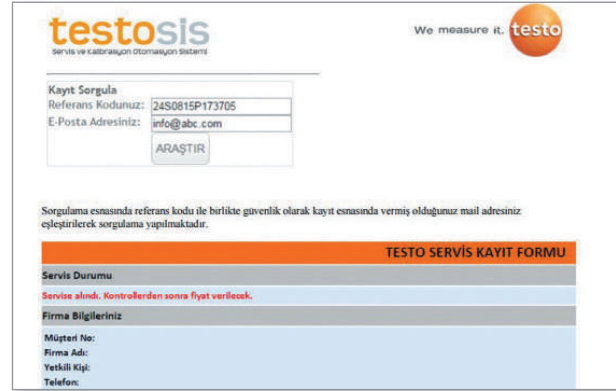 testosis
Servis ve Kalibrasyon Otomasyon Sistemi
We measure it. testo
Kayıt Sorgula
Referans Kodunuz: 24S0815P173705
E-Posta Adresiniz: info@abc.com
ARAŞTIR
Sorgulama esnasında referans kodu ile birlikte güvenlik olarak kayıt esnasında vermiş olduğunuz mail adresiniz
eşleştirilerek sorgulama yapılmaktadır.
TESTO SERVİS KAYIT FORMU
Servis Durumu
Servise alındı. Kontrollerden sonra fiyat verilecek.
Firma Bilgileriniz
Müşteri No:
Firma Adı:
Yetkili Kişi:
Telefon: